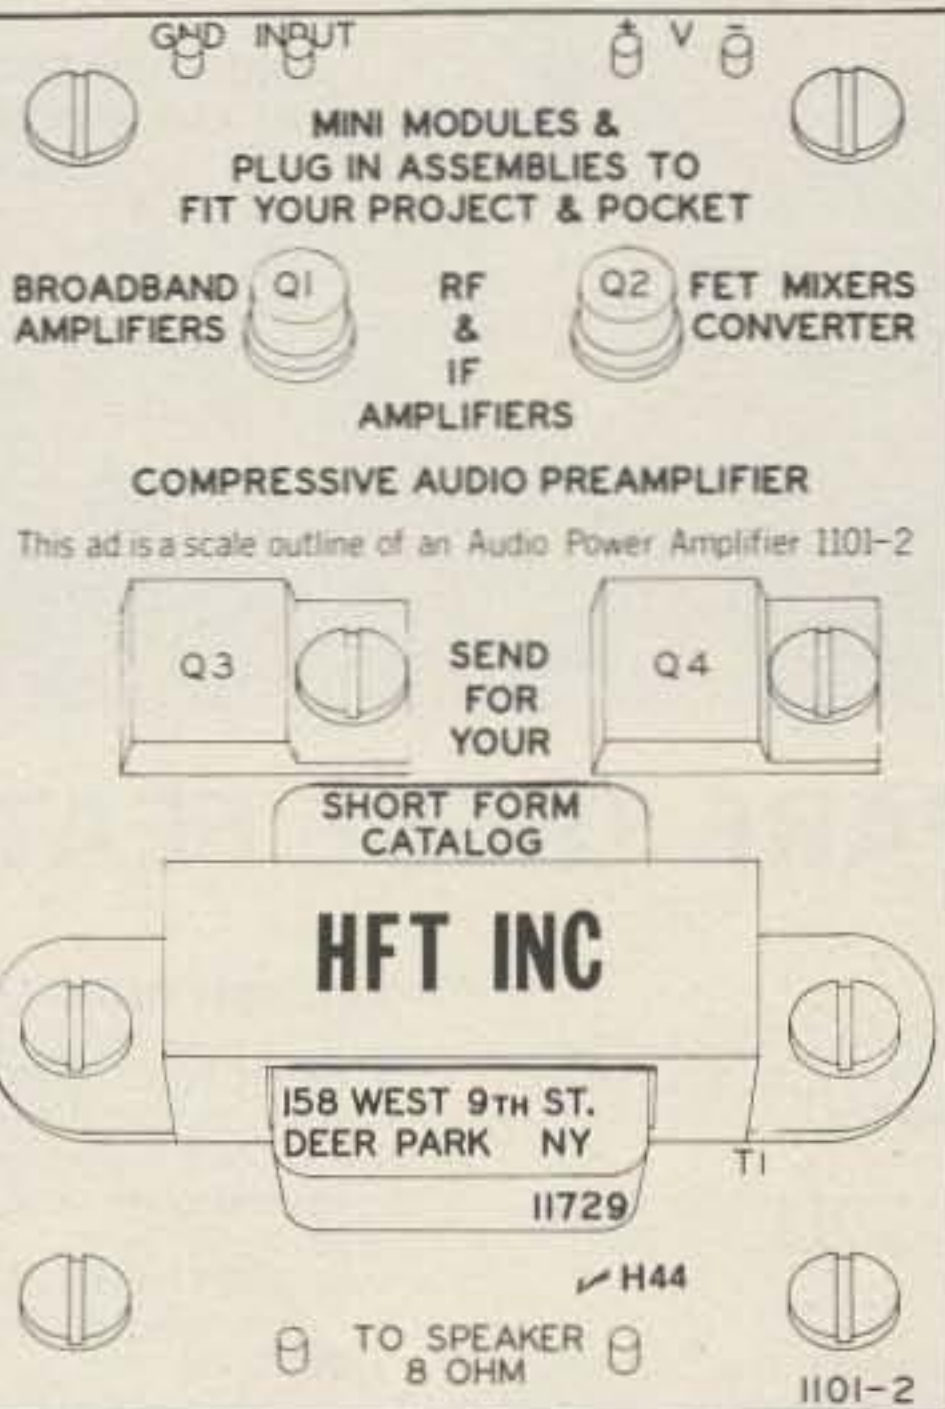 GND INPUT + V -
MINI MODULES &
PLUG IN ASSEMBLIES TO
FIT YOUR PROJECT & POCKET
BROADBAND
AMPLIFIERS
Q1
RF
&
IF
AMPLIFIERS
Q2
FET MIXERS
CONVERTER
COMPRESSIVE AUDIO PREAMPLIFIER
This ad is a scale outline of an Audio Power Amplifier 1101-2
Q3
SEND
FOR
YOUR
Q4
SHORT FORM
CATALOG
HFT INC
158 WEST 9TH ST.
DEER PARK NY
11729
T1
H44
TO SPEAKER
8 OHM
1101-2